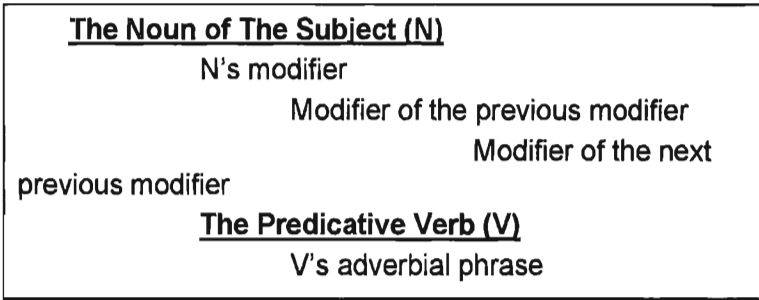 The Noun of The Subject (N)
N's modifier
Modifier of the previous modifier
Modifier of the next
previous modifier
The Predicative Verb (V)
V's adverbial phrase